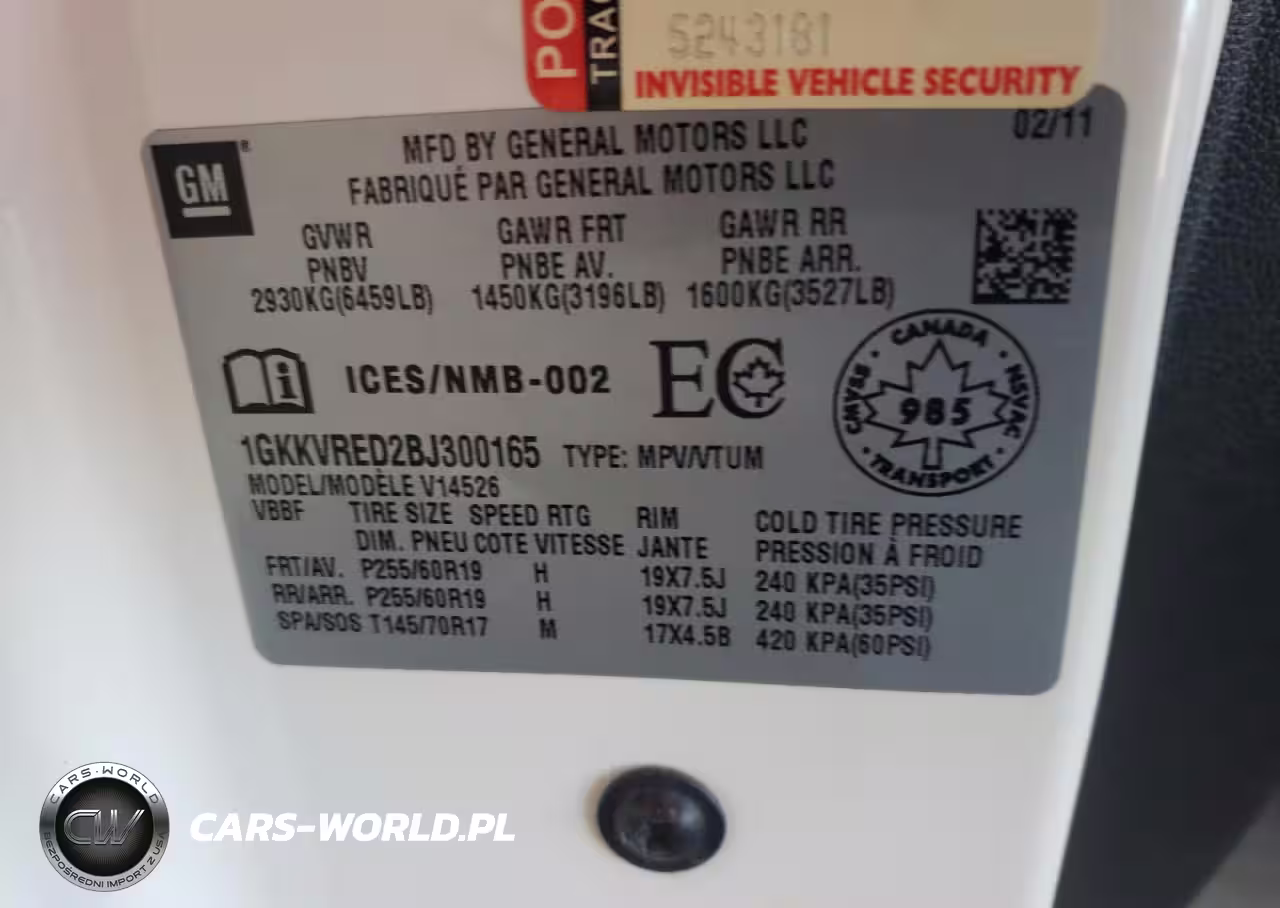 5243181
INVISIBLE VEHICLE SECURITY
02/11
GM
MFD BY GENERAL MOTORS LLC
FABRIQUÉ PAR GENERAL MOTORS LLC
GVWR GAWR FRT GAWR RR
PNBV PNBE AV. PNBE ARR.
2930KG(6459LB) 1450KG(3196LB) 1600KG(3527LB)
ICES/NMB-002 EC
CANADA
CMVSS 985 NSVAC
TRANSPORT
1GKKVRED2BJ300165 TYPE: MPV/VTUM
MODEL/MODÈLE V14526
VBBF TIRE SIZE SPEED RTG RIM COLD TIRE PRESSURE
DIM. PNEU COTE VITESSE JANTE PRESSION À FROID
FRT/AV. P255/60R19 H 19X7.5J 240 KPA(35PSI)
RR/ARR. P255/60R19 H 19X7.5J 240 KPA(35PSI)
SPA/SOS T145/70R17 M 17X4.5B 420 KPA(60PSI)
CARS-WORLD
CW
BEZPOŚREDNI IMPORT Z USA
CARS-WORLD.PL